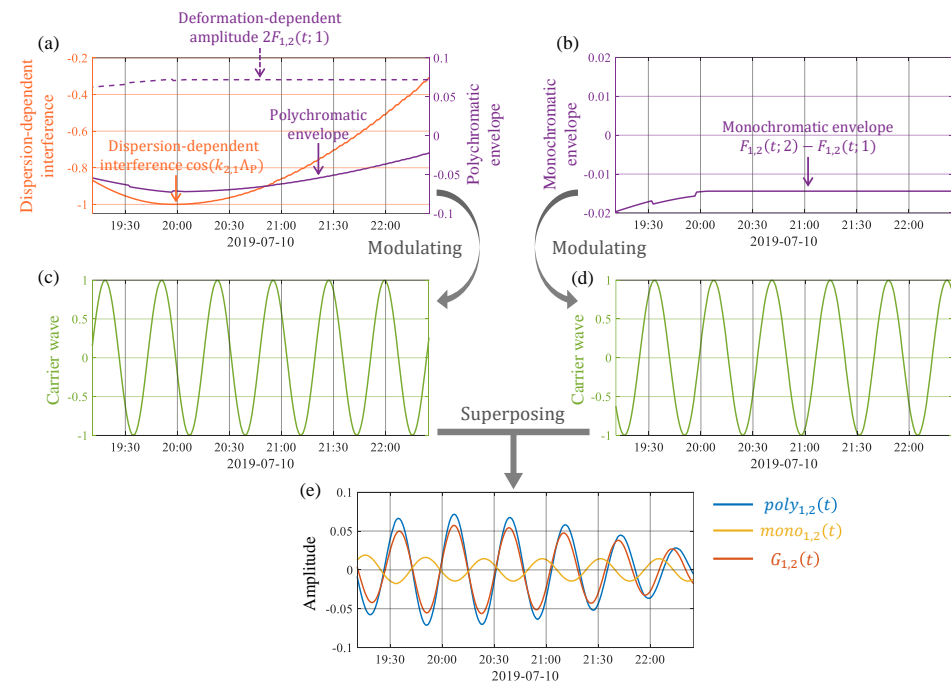 Deformation-dependent
amplitude 2F₁,₂(t; 1)
(a)
-0.2
-0.4
-0.6
-0.8
-1
Dispersion-dependent
interference
0.1
0.05
0
-0.05
-0.1
Polychromatic
envelope
Polychromatic
envelope
Dispersion-dependent
interference cos(k₂,₁Λ_P)
19:30 20:00 20:30 21:00 21:30 22:00
2019-07-10
(b)
0.02
0.01
0
-0.01
-0.02
Monochromatic
envelope
Monochromatic envelope
F₁,₂(t; 2) − F₁,₂(t; 1)
19:30 20:00 20:30 21:00 21:30 22:00
2019-07-10
Modulating
Modulating
(c)
1
0.5
0
-0.5
-1
Carrier wave
19:30 20:00 20:30 21:00 21:30 22:00
2019-07-10
(d)
1
0.5
0
-0.5
-1
Carrier wave
19:30 20:00 20:30 21:00 21:30 22:00
2019-07-10
Superposing
(e)
0.1
0.05
0
-0.05
-0.1
Amplitude
19:30 20:00 20:30 21:00 21:30 22:00
2019-07-10
poly₁,₂(t)
mono₁,₂(t)
G₁,₂(t)